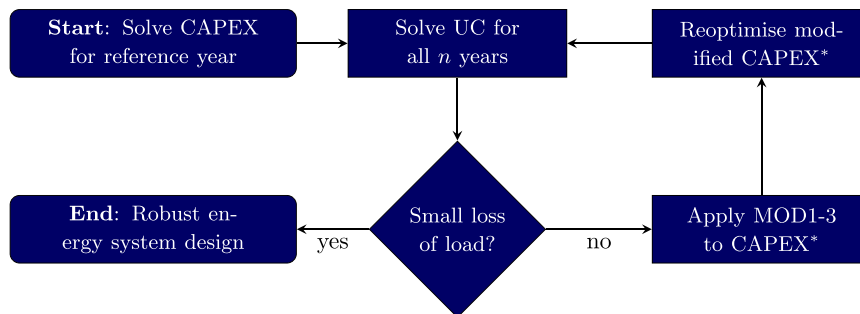 Start: Solve CAPEX
for reference year
Solve UC for
all n years
Reoptimise mod-
ified CAPEX*
Small loss
of load?
yes
no
End: Robust en-
ergy system design
Apply MOD1-3
to CAPEX*